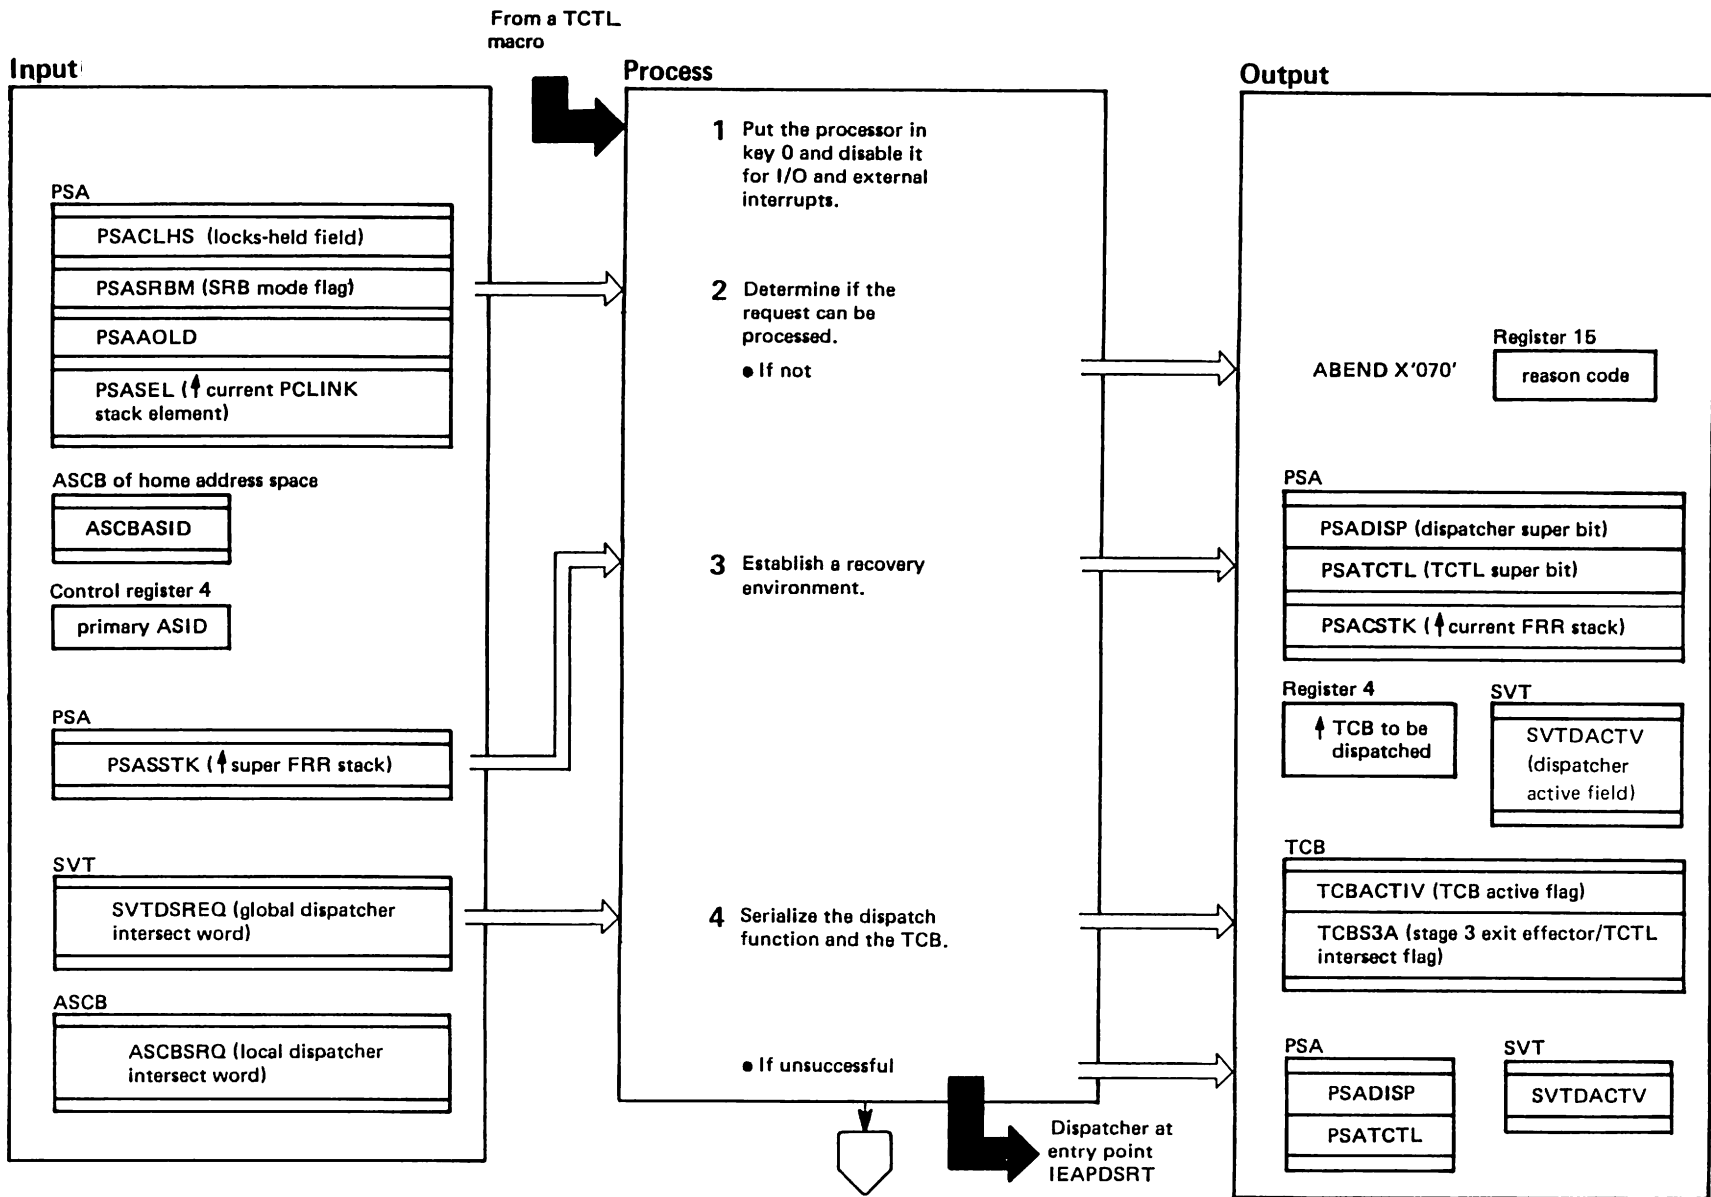 From a TCTL
macro
Input
Process
Output
PSA
PSACLHS (locks-held field)
PSASRBM (SRB mode flag)
PSAAOLD
PSASEL (↑ current PCLINK
stack element)
ASCB of home address space
ASCBASID
Control register 4
primary ASID
PSA
PSASSTK (↑ super FRR stack)
SVT
SVTDSREQ (global dispatcher
intersect word)
ASCB
ASCBSRQ (local dispatcher
intersect word)
1 Put the processor in
key 0 and disable it
for I/O and external
interrupts.
2 Determine if the
request can be
processed.
• If not
3 Establish a recovery
environment.
4 Serialize the dispatch
function and the TCB.
• If unsuccessful
Dispatcher at
entry point
IEAPDSRT
Register 15
ABEND X'070'
reason code
PSA
PSADISP (dispatcher super bit)
PSATCTL (TCTL super bit)
PSACSTK (↑ current FRR stack)
Register 4
↑ TCB to be
dispatched
SVT
SVTDACTV
(dispatcher
active field)
TCB
TCBACTIV (TCB active flag)
TCBS3A (stage 3 exit effector/TCTL
intersect flag)
PSA
PSADISP
PSATCTL
SVT
SVTDACTV